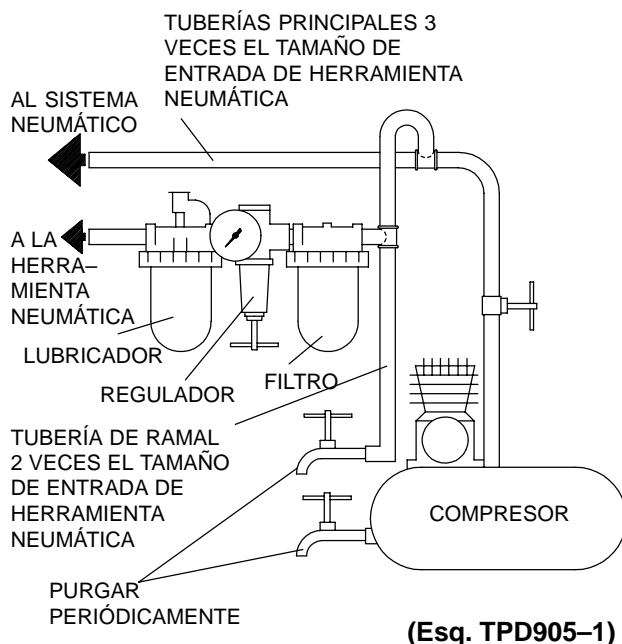 TUBERÍAS PRINCIPALES 3
VECES EL TAMAÑO DE
ENTRADA DE HERRAMIENTA
NEUMÁTICA
AL SISTEMA
NEUMÁTICO
A LA
HERRA–
MIENTA
NEUMÁTICA
LUBRICADOR
REGULADOR
FILTRO
TUBERÍA DE RAMAL
2 VECES EL TAMAÑO
DE ENTRADA DE
HERRAMIENTA
NEUMÁTICA
COMPRESOR
PURGAR
PERIÓDICAMENTE
(Esq. TPD905–1)